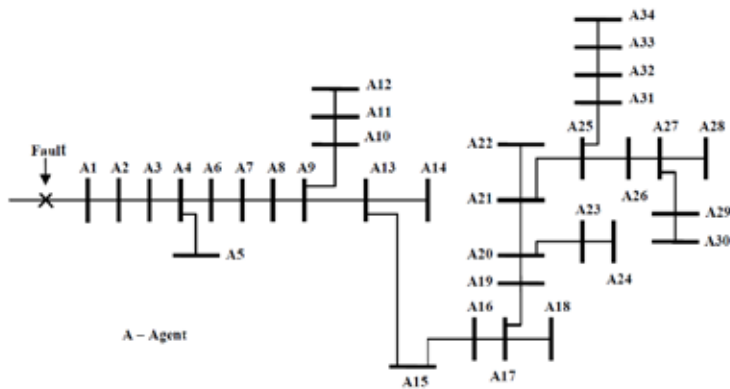 A34
A33
A32
A31
A12
A11
A10
A22
A25
A27
A28
Fault
A1
A2
A3
A4
A6
A7
A8
A9
A13
A14
A21
A26
A29
A23
A30
A5
A20
A24
A19
A16
A18
A – Agent
A15
A17